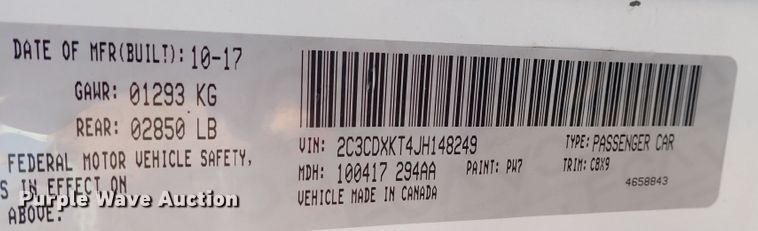 DATE OF MFR(BUILT): 10-17
GAWR: 01293 KG
REAR: 02850 LB
FEDERAL MOTOR VEHICLE SAFETY,
S IN EFFECT ON
ABOVE.
VIN: 2C3CDXKT4JH148249
TYPE: PASSENGER CAR
MDH: 100417 294AA
PAINT: PW7
TRIM: CBX9
VEHICLE MADE IN CANADA
4658843
Purple Wave Auction